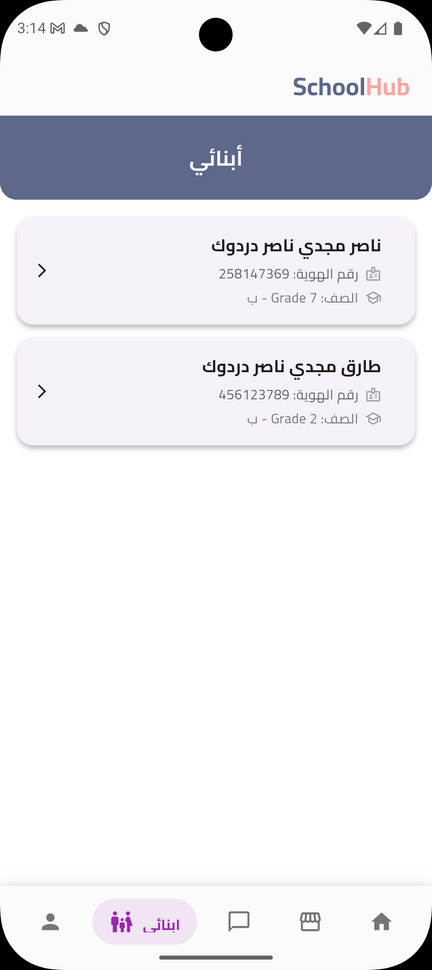 3:14
SchoolHub
أبنائي
ناصر مجدي ناصر دردوك
رقم الهوية: 258147369
الصف: Grade 7 - ب
طارق مجدي ناصر دردوك
رقم الهوية: 456123789
الصف: Grade 2 - ب
ابنائي